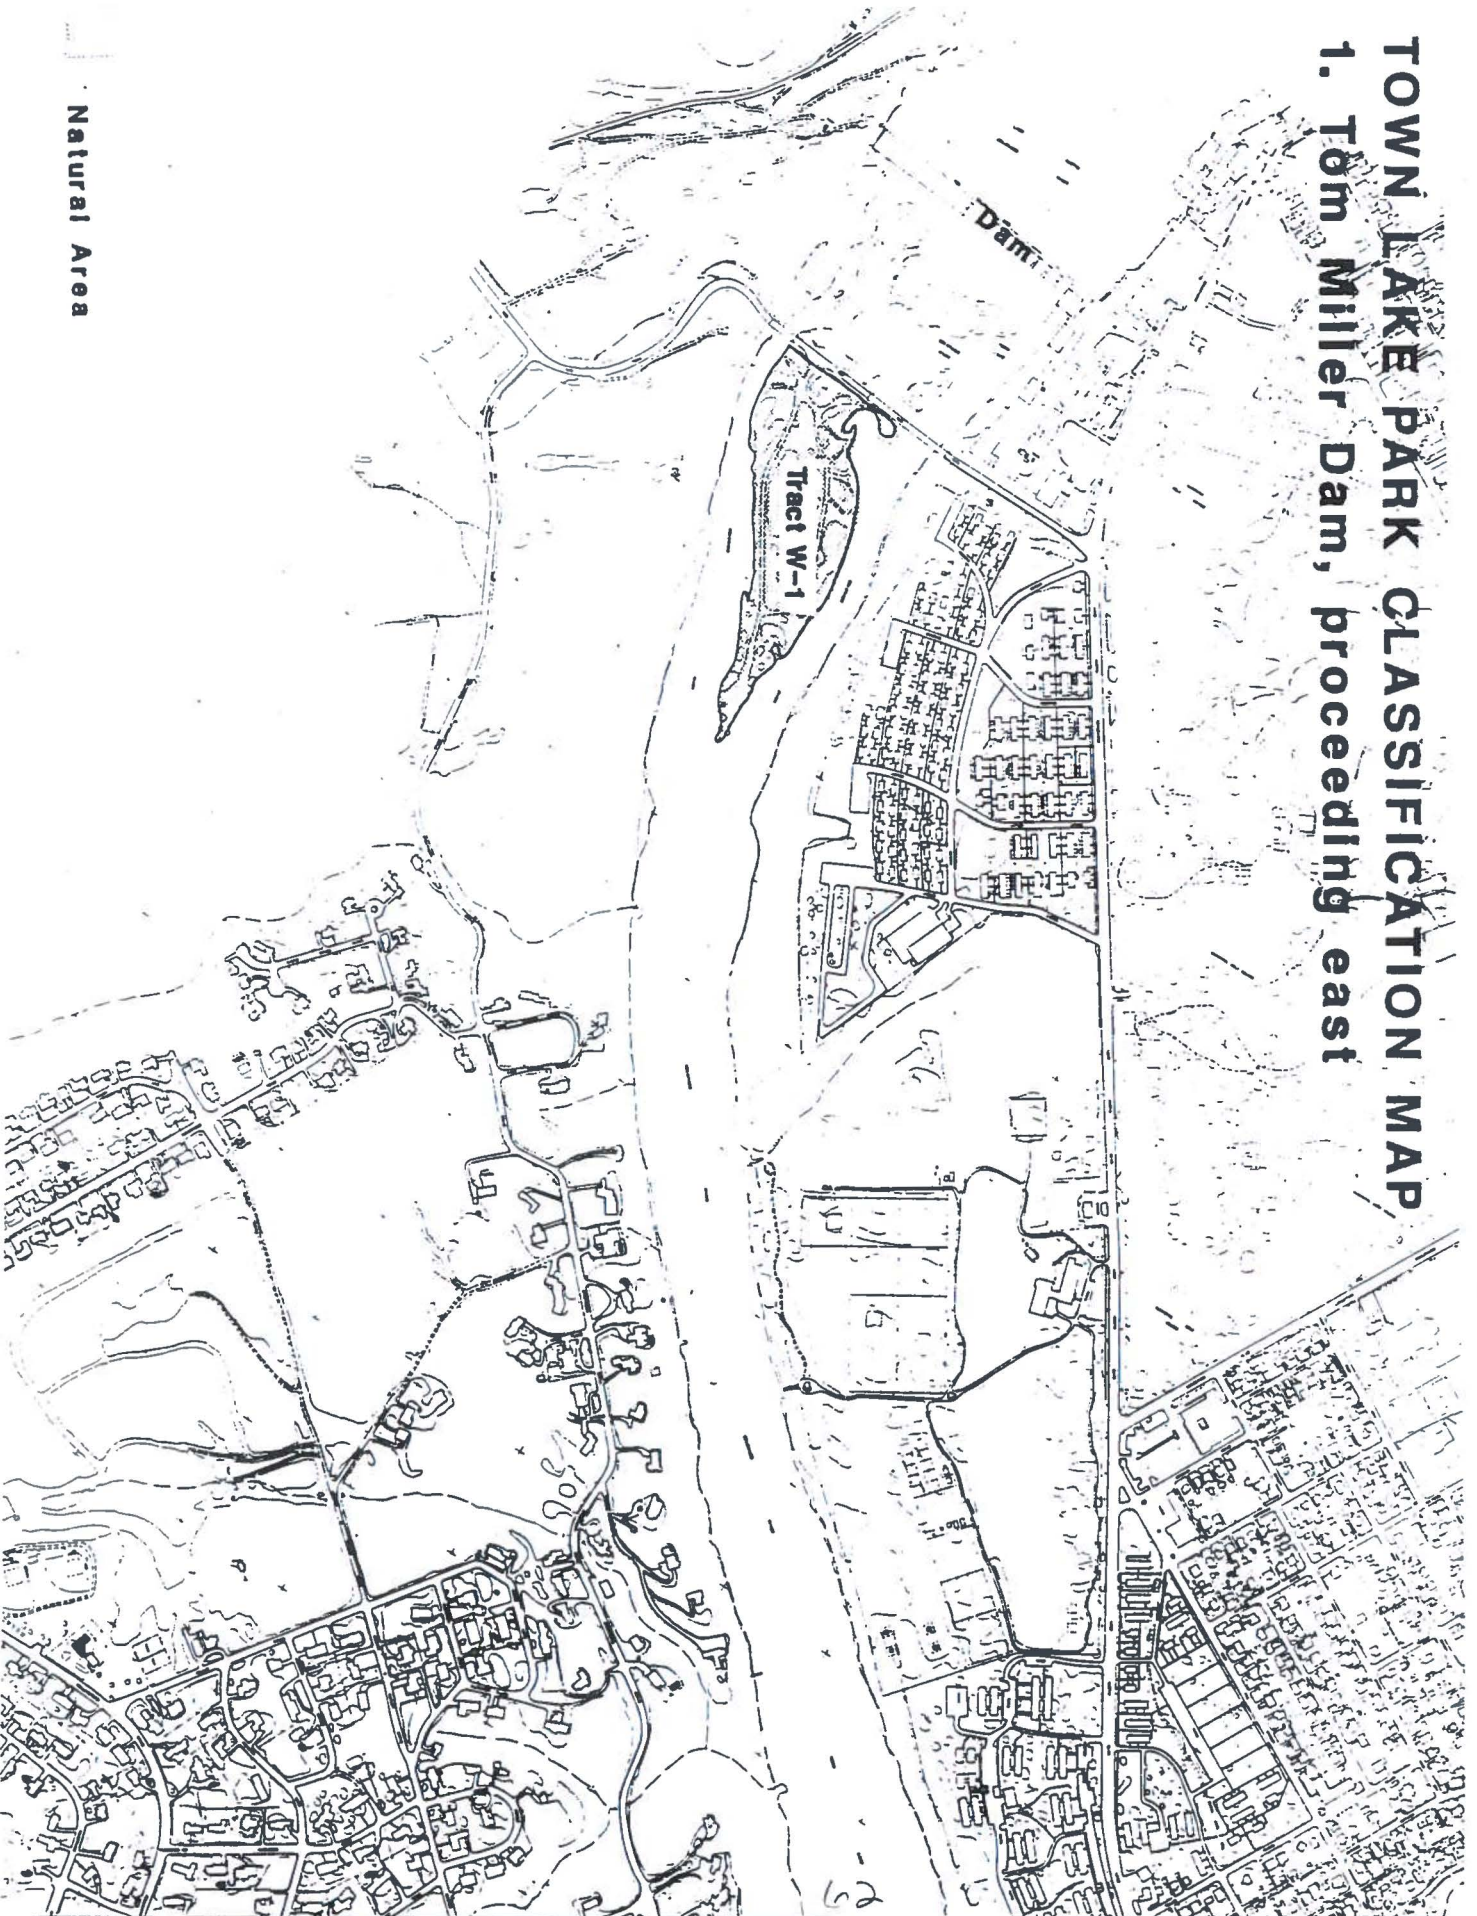 TOWN LAKE PARK CLASSIFICATION MAP
1. Tom Miller Dam, proceeding east
Dam
Tract W-1
Natural Area
62